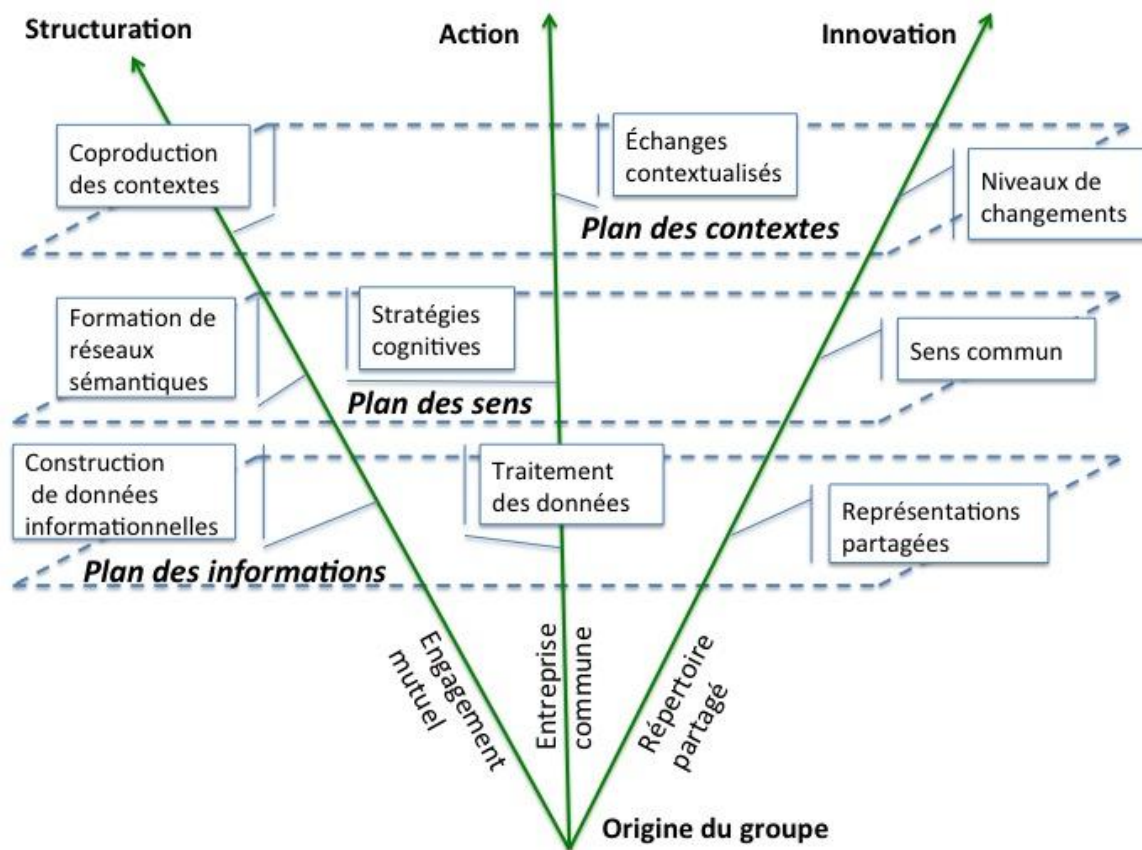 Structuration
Action
Innovation
Coproduction
des contextes
Échanges
contextualisés
Niveaux de
changements
Plan des contextes
Formation de
réseaux
sémantiques
Stratégies
cognitives
Sens commun
Plan des sens
Construction
de données
informationnelles
Traitement
des données
Représentations
partagées
Plan des informations
Engagement
mutuel
Entreprise
commune
Répertoire
partagé
Origine du groupe